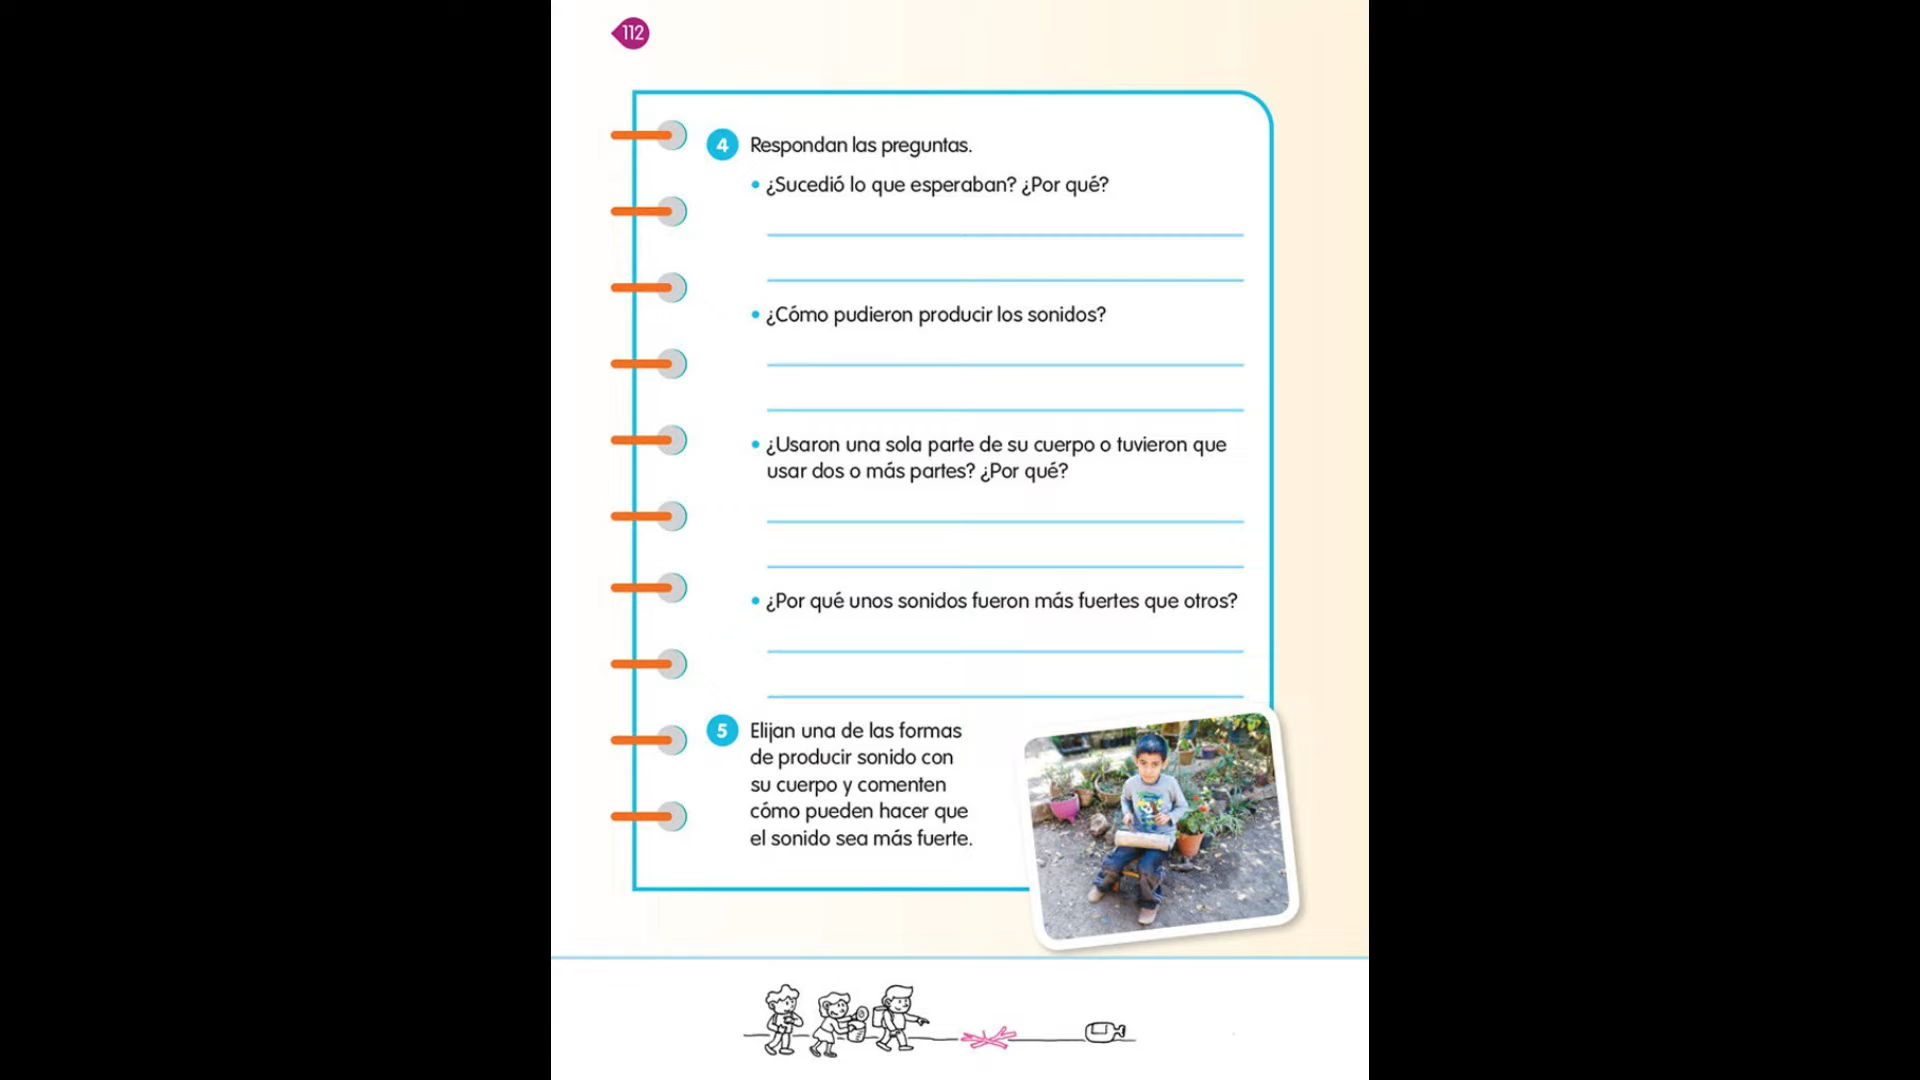 112
4 Respondan las preguntas.
• ¿Sucedió lo que esperaban? ¿Por qué?
• ¿Cómo pudieron producir los sonidos?
• ¿Usaron una sola parte de su cuerpo o tuvieron que
usar dos o más partes? ¿Por qué?
• ¿Por qué unos sonidos fueron más fuertes que otros?
5 Elijan una de las formas
de producir sonido con
su cuerpo y comenten
cómo pueden hacer que
el sonido sea más fuerte.